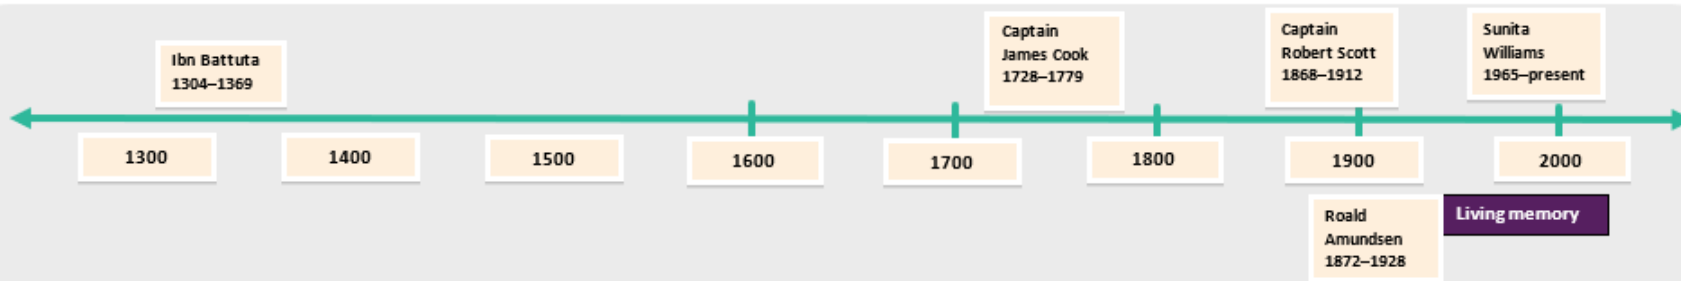 Ibn Battuta
1304–1369
Captain
James Cook
1728–1779
Captain
Robert Scott
1868–1912
Sunita
Williams
1965–present
1300
1400
1500
1600
1700
1800
1900
2000
Roald
Amundsen
1872–1928
Living memory